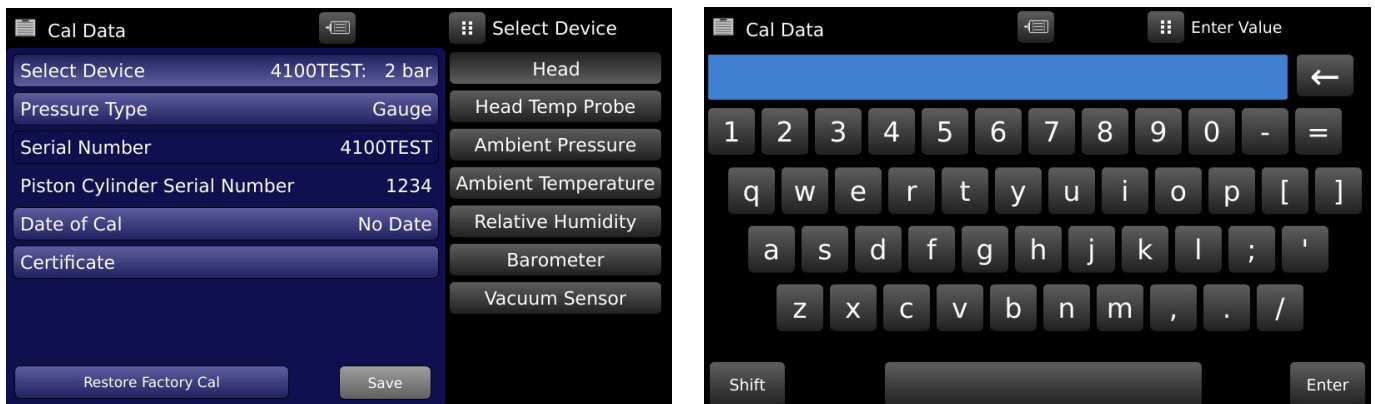 Cal Data
Select Device
Select Device 4100TEST: 2 bar
Pressure Type Gauge
Serial Number 4100TEST
Piston Cylinder Serial Number 1234
Date of Cal No Date
Certificate
Restore Factory Cal Save
Head
Head Temp Probe
Ambient Pressure
Ambient Temperature
Relative Humidity
Barometer
Vacuum Sensor
Cal Data
Enter Value
←
1 2 3 4 5 6 7 8 9 0 - =
q w e r t y u i o p [ ]
a s d f g h j k l ; '
z x c v b n m , . /
Shift Enter